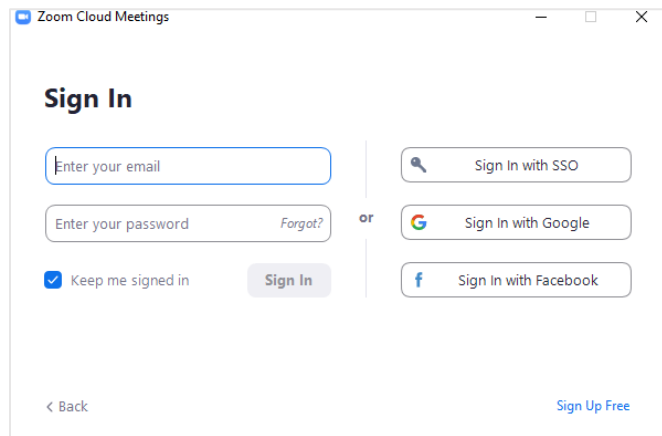 Zoom Cloud Meetings
Sign In
Enter your email
Enter your password
Forgot?
Keep me signed in
Sign In
or
Sign In with SSO
Sign In with Google
Sign In with Facebook
Back
Sign Up Free